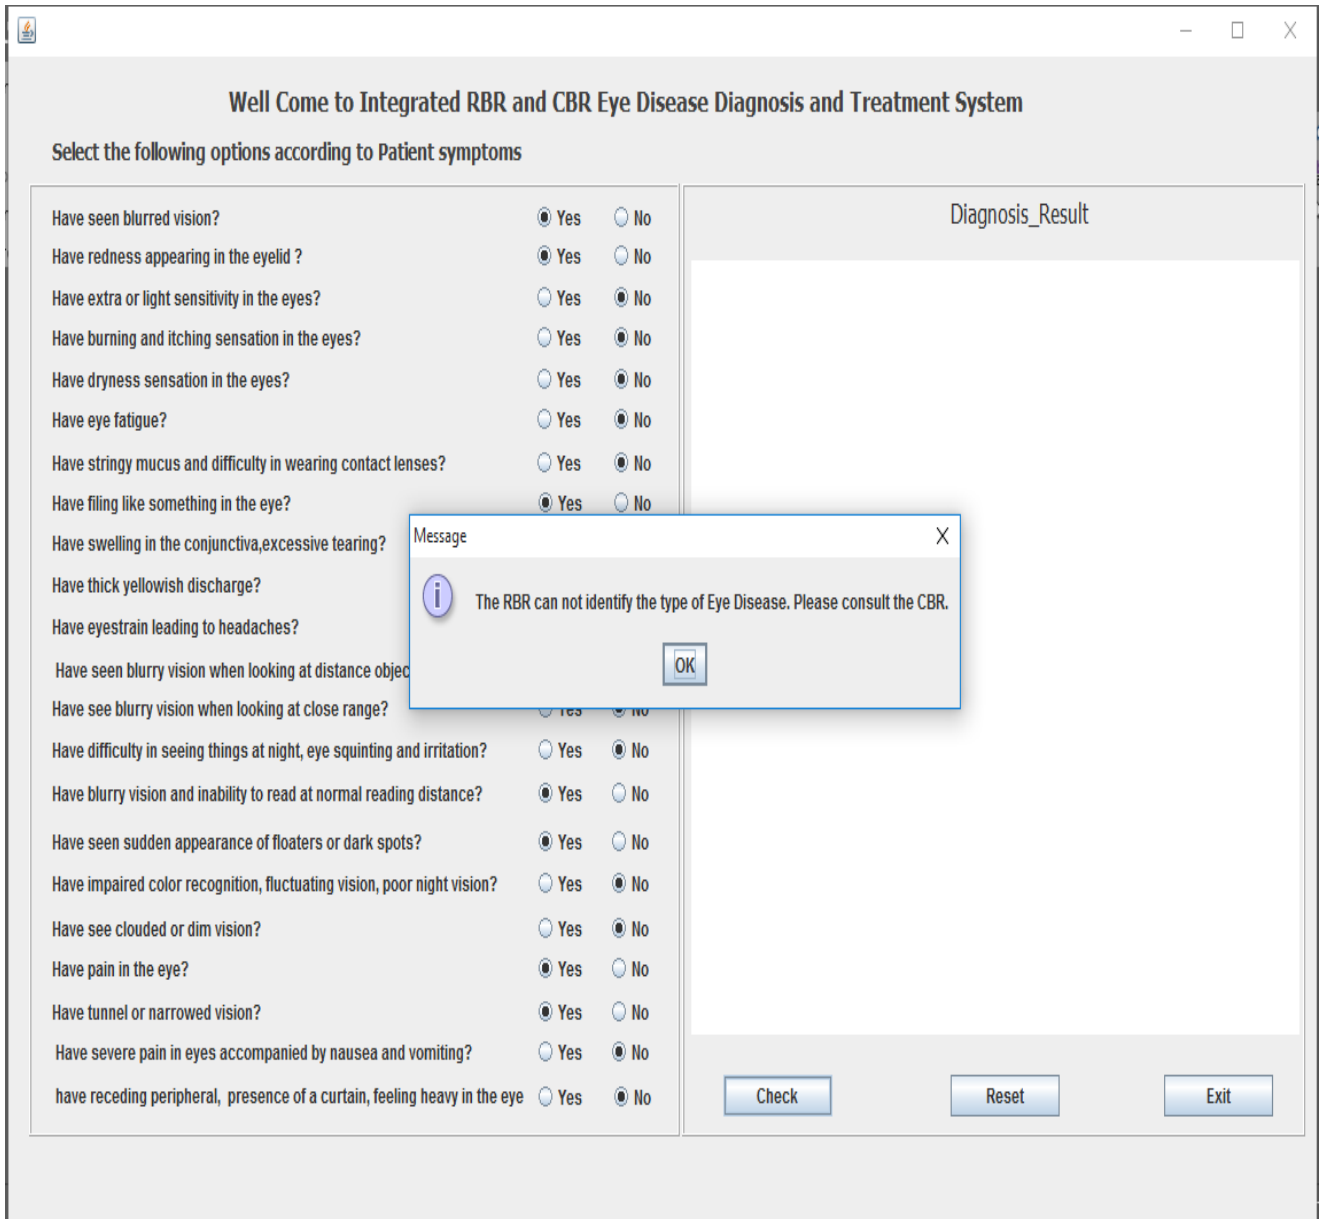 Well Come to Integrated RBR and CBR Eye Disease Diagnosis and Treatment System
Select the following options according to Patient symptoms
Diagnosis_Result
Have seen blurred vision? Yes No
Have redness appearing in the eyelid ? Yes No
Have extra or light sensitivity in the eyes? Yes No
Have burning and itching sensation in the eyes? Yes No
Have dryness sensation in the eyes? Yes No
Have eye fatigue? Yes No
Have stringy mucus and difficulty in wearing contact lenses? Yes No
Have filing like something in the eye? Yes No
Have swelling in the conjunctiva,excessive tearing?
Have thick yellowish discharge?
Have eyestrain leading to headaches?
Have seen blurry vision when looking at distance objec
Have see blurry vision when looking at close range? Yes No
Have difficulty in seeing things at night, eye squinting and irritation? Yes No
Have blurry vision and inability to read at normal reading distance? Yes No
Have seen sudden appearance of floaters or dark spots? Yes No
Have impaired color recognition, fluctuating vision, poor night vision? Yes No
Have see clouded or dim vision? Yes No
Have pain in the eye? Yes No
Have tunnel or narrowed vision? Yes No
Have severe pain in eyes accompanied by nausea and vomiting? Yes No
have receding peripheral, presence of a curtain, feeling heavy in the eye Yes No
Message X
i
The RBR can not identify the type of Eye Disease. Please consult the CBR.
OK
Check Reset Exit